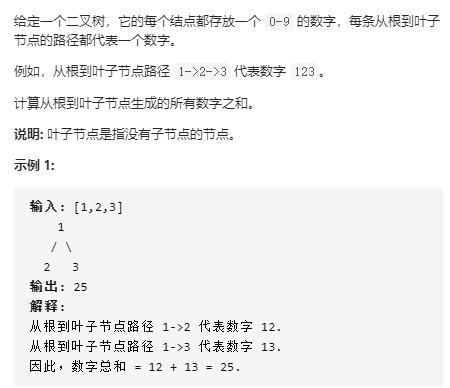 给定一个二叉树，它的每个结点都存放一个 0-9 的数字，每条从根到叶子
节点的路径都代表一个数字。
例如，从根到叶子节点路径 1->2->3 代表数字 123。
计算从根到叶子节点生成的所有数字之和。
说明: 叶子节点是指没有子节点的节点。
示例 1:
输入: [1,2,3]
1
/ \
2 3
输出: 25
解释:
从根到叶子节点路径 1->2 代表数字 12.
从根到叶子节点路径 1->3 代表数字 13.
因此，数字总和 = 12 + 13 = 25.